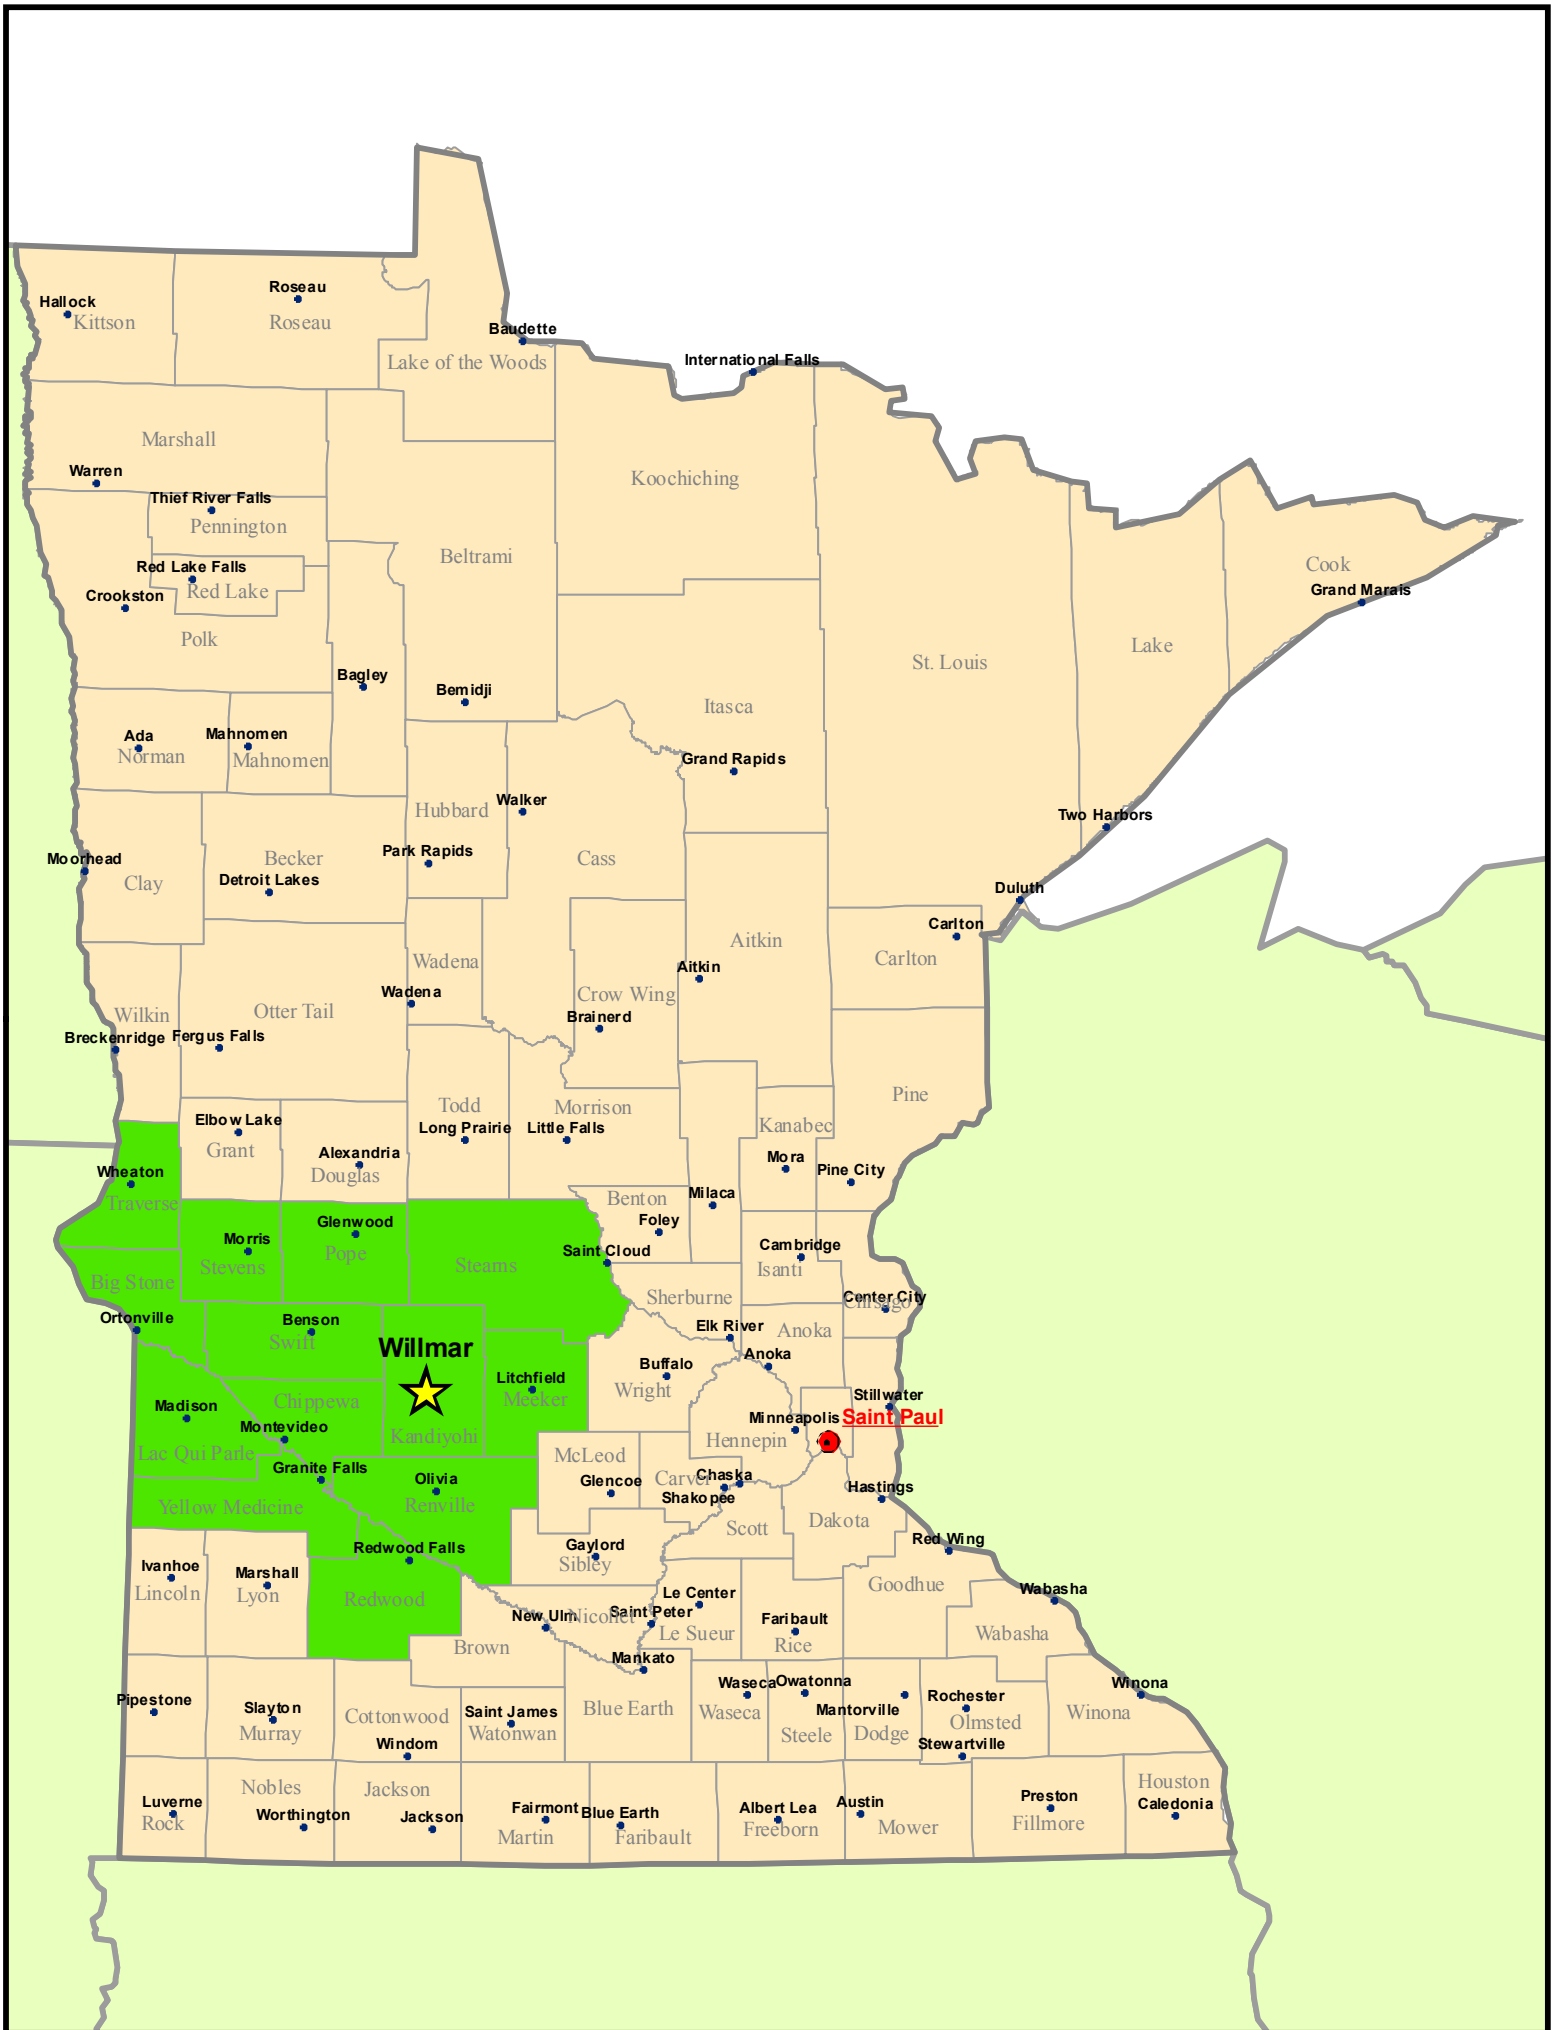 Roseau
Hallock
Kittson
Roseau
Baudette
International Falls
Lake of the Woods
Marshall
Warren
Koochiching
Thief River Falls
Pennington
Beltrami
Cook
Red Lake Falls
Red Lake
Grand Marais
Crookston
Polk
Lake
St. Louis
Bagley
Bemidji
Itasca
Ada
Mahnomen
Norman
Mahnomen
Grand Rapids
Hubbard
Walker
Two Harbors
Moorhead
Becker
Park Rapids
Cass
Clay
Detroit Lakes
Duluth
Carlton
Aitkin
Carlton
Wadena
Aitkin
Wadena
Crow Wing
Wilkin
Otter Tail
Brainerd
Breckenridge
Fergus Falls
Pine
Todd
Morrison
Elbow Lake
Long Prairie
Little Falls
Kanabec
Grant
Alexandria
Douglas
Mora
Pine City
Wheaton
Traverse
Benton
Milaca
Glenwood
Foley
Morris
Pope
Saint Cloud
Cambridge
Stevens
Stearns
Isanti
Big Stone
Sherburne
Center City
Chisago
Ortonville
Benson
Swift
Elk River
Anoka
Willmar
Anoka
Buffalo
Litchfield
Wright
Meeker
Stillwater
Madison
Chippewa
Minneapolis
Saint Paul
Montevideo
Kandiyohi
Hennepin
Lac Qui Parle
McLeod
Granite Falls
Carver
Chaska
Olivia
Glencoe
Hastings
Yellow Medicine
Renville
Shakopee
Scott
Dakota
Red Wing
Redwood Falls
Gaylord
Ivanhoe
Sibley
Marshall
Goodhue
Lincoln
Lyon
Redwood
Le Center
Wabasha
New Ulm
Nicollet
Saint Peter
Faribault
Le Sueur
Rice
Wabasha
Brown
Mankato
Pipestone
Waseca
Owatonna
Winona
Slayton
Saint James
Blue Earth
Waseca
Mantorville
Rochester
Winona
Murray
Cottonwood
Watonwan
Steele
Dodge
Olmsted
Windom
Stewartville
Nobles
Jackson
Houston
Luverne
Worthington
Jackson
Fairmont
Blue Earth
Albert Lea
Austin
Preston
Caledonia
Rock
Martin
Faribault
Freeborn
Mower
Fillmore